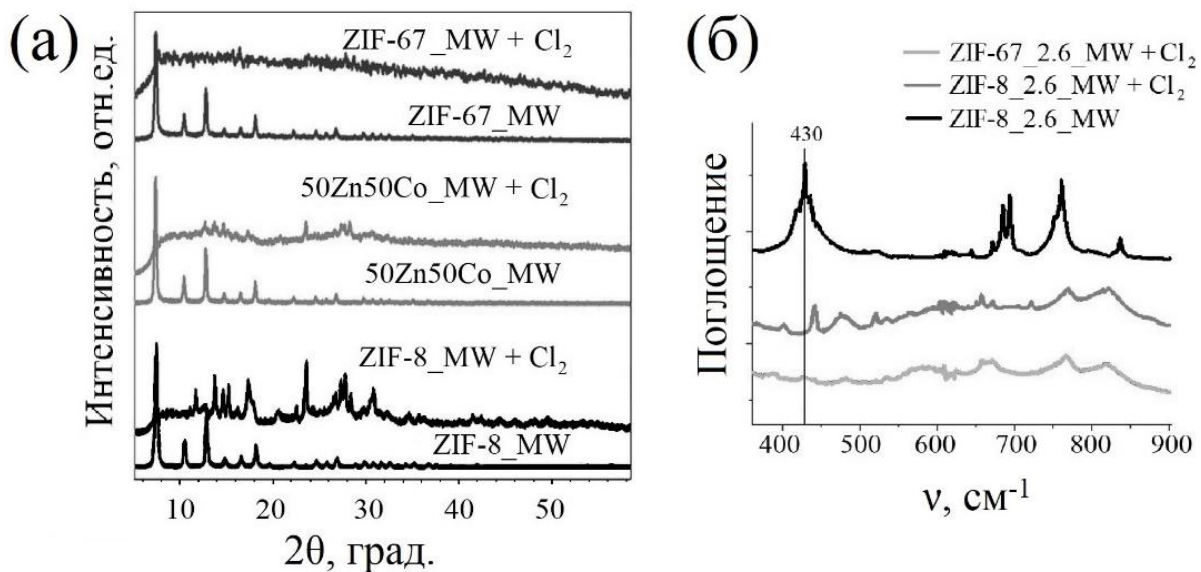 (а)
Интенсивность, отн.ед.
ZIF-67_MW + Cl₂
ZIF-67_MW
50Zn50Co_MW + Cl₂
50Zn50Co_MW
ZIF-8_MW + Cl₂
ZIF-8_MW
10 20 30 40 50
2θ, град.
(б)
ZIF-67_2.6_MW + Cl₂
ZIF-8_2.6_MW + Cl₂
ZIF-8_2.6_MW
430
Поглощение
400 500 600 700 800 900
ν, см⁻¹